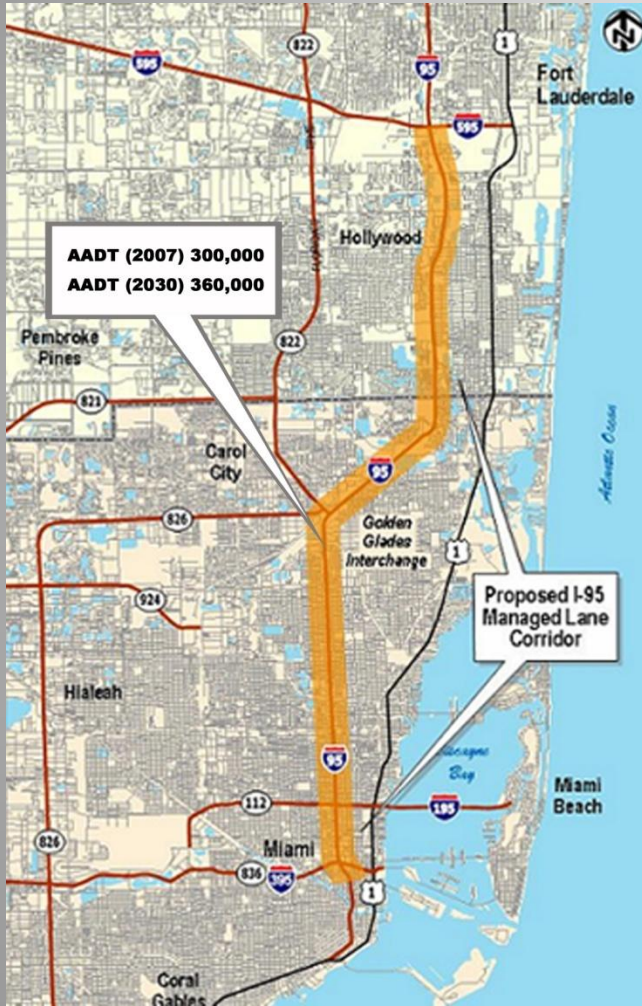 822
1
N
595
95
Fort
Lauderdale
595
Hollywood
AADT (2007) 300,000
AADT (2030) 360,000
Pembroke
Pines
822
821
Carol
City
95
Atlantic Ocean
826
Golden
Glades
Interchange
1
924
Proposed I-95
Managed Lane
Corridor
Hialeah
95
Bay
Miami
Beach
112
195
826
Miami
836
395
1
Coral
Gables